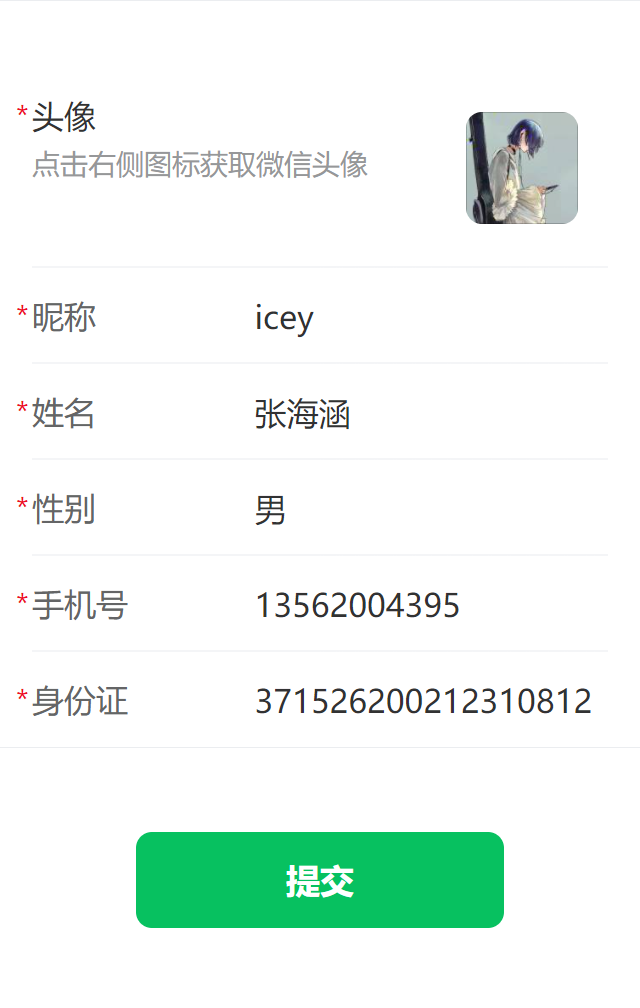 *头像
点击右侧图标获取微信头像
*昵称 icey
*姓名 张海涵
*性别 男
*手机号 13562004395
*身份证 371526200212310812
提交